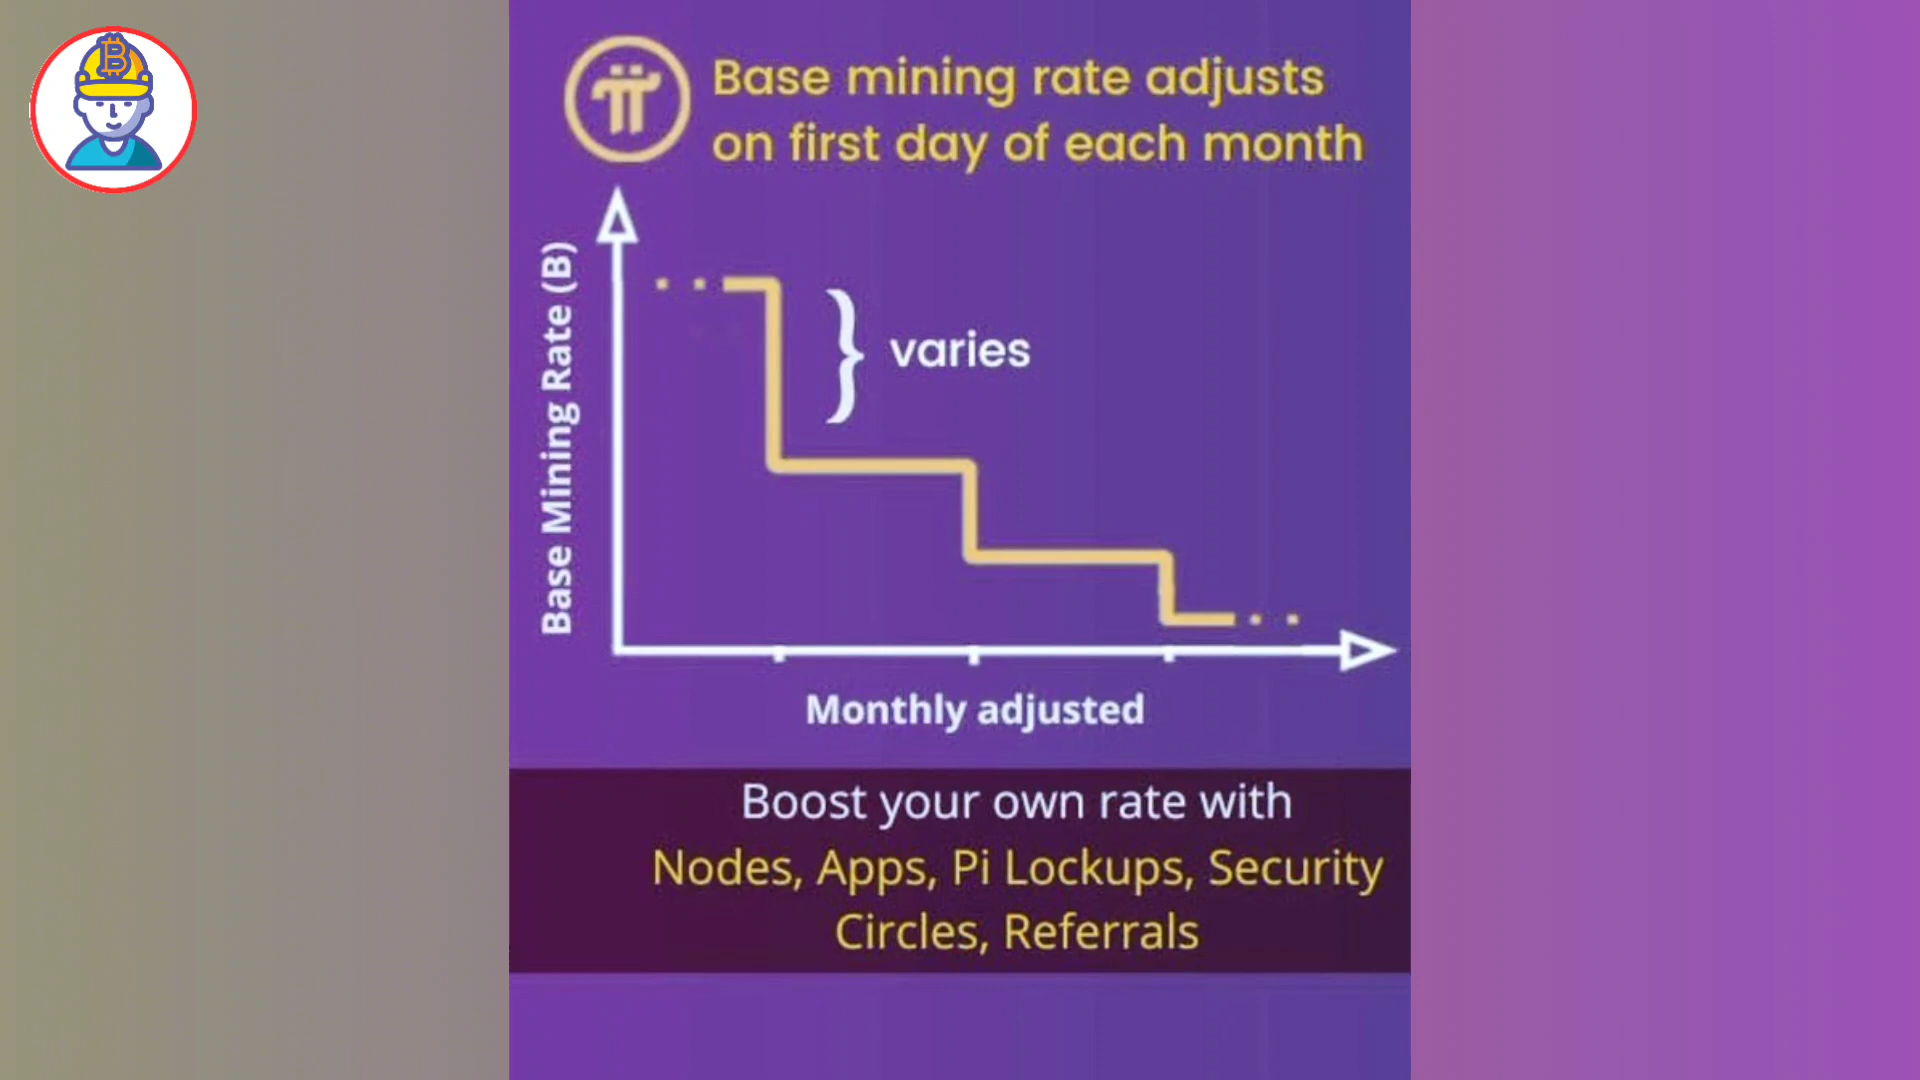 Base mining rate adjusts
on first day of each month
Base Mining Rate (B)
varies
Monthly adjusted
Boost your own rate with
Nodes, Apps, Pi Lockups, Security
Circles, Referrals